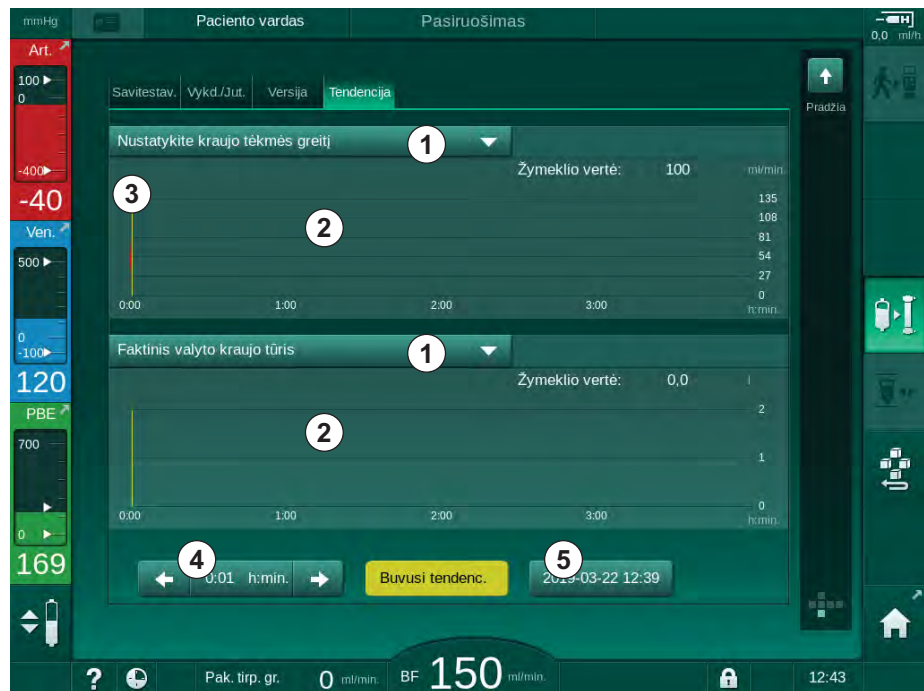 mmHg Paciento vardas Pasiruošimas
0,0 ml/h
Art.
100
0
-400
-40
Ven.
500
0
-100
120
PBE
700
0
169
Savitestav. Vykd./Jut. Versija Tendencija
Pradžia
Nustatykite kraujo tėkmės greitį 1
Žymeklio vertė: 100 ml/min.
3
2
135
108
81
54
27
0
0:00 1:00 2:00 3:00 h:min.
Faktinis valyto kraujo tūris 1
Žymeklio vertė: 0,0 l
2
2
1
0
0:00 1:00 2:00 3:00 h:min.
4 5
0:01 h:min. Buvusi tendenc. 2019-03-22 12:39
? Pak. tirp. gr. 0 ml/min. BF 150 ml/min. 12:43